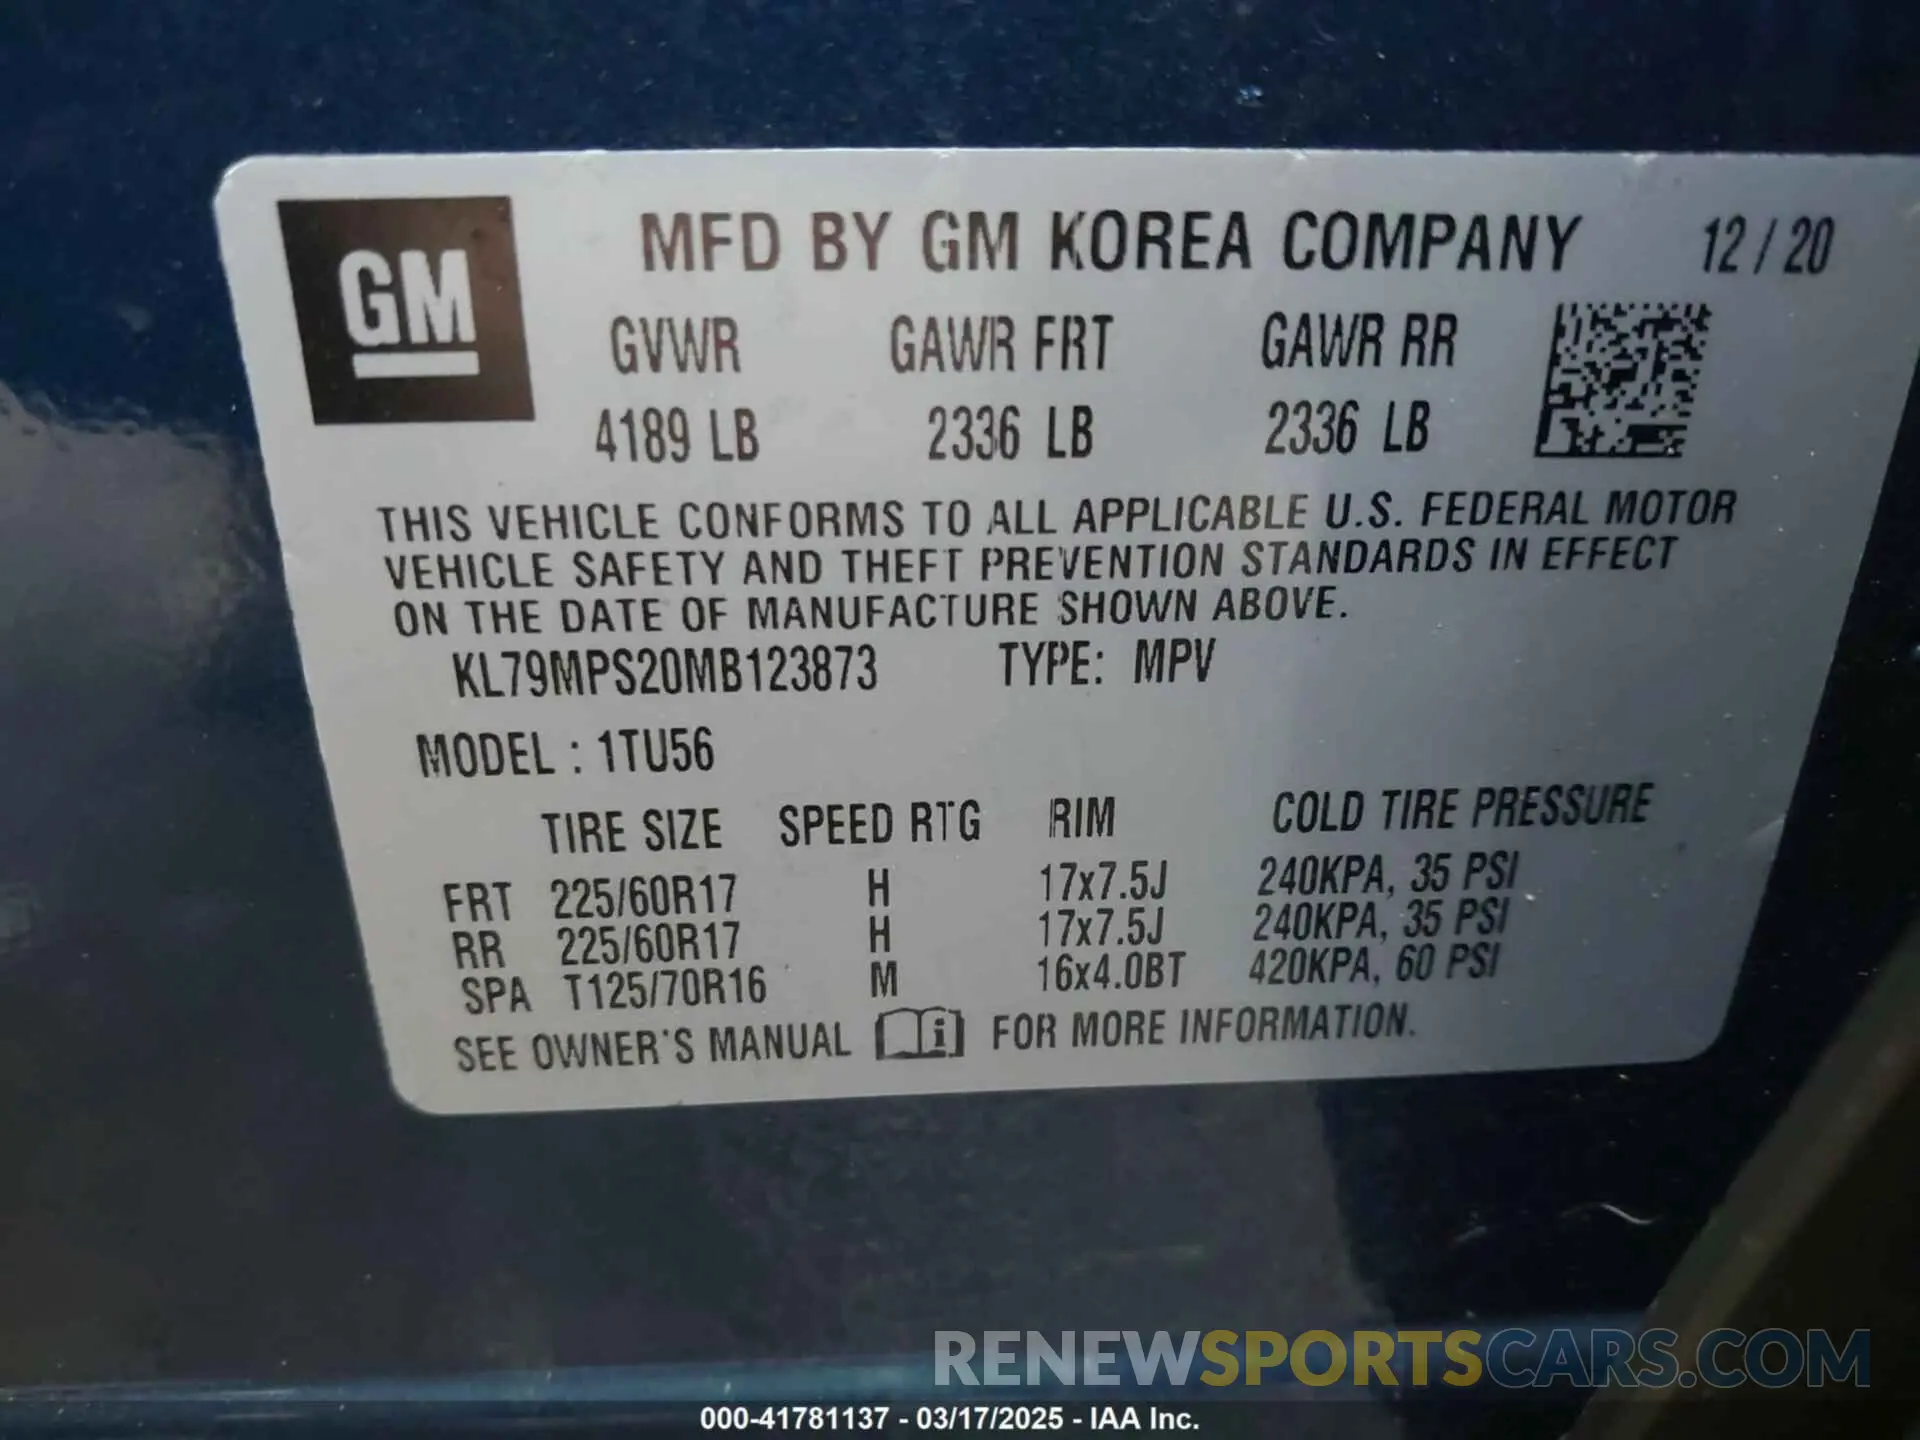 GM
MFD BY GM KOREA COMPANY 12/20
GVWR GAWR FRT GAWR RR
4189 LB 2336 LB 2336 LB
THIS VEHICLE CONFORMS TO ALL APPLICABLE U.S. FEDERAL MOTOR
VEHICLE SAFETY AND THEFT PREVENTION STANDARDS IN EFFECT
ON THE DATE OF MANUFACTURE SHOWN ABOVE.
KL79MPS20MB123873 TYPE: MPV
MODEL : 1TU56
TIRE SIZE SPEED RTG RIM COLD TIRE PRESSURE
FRT 225/60R17 H 17x7.5J 240KPA, 35 PSI
RR 225/60R17 H 17x7.5J 240KPA, 35 PSI
SPA T125/70R16 M 16x4.0BT 420KPA, 60 PSI
SEE OWNER'S MANUAL i FOR MORE INFORMATION.
RENEWSPORTSCARS.COM
000-41781137 - 03/17/2025 - IAA Inc.